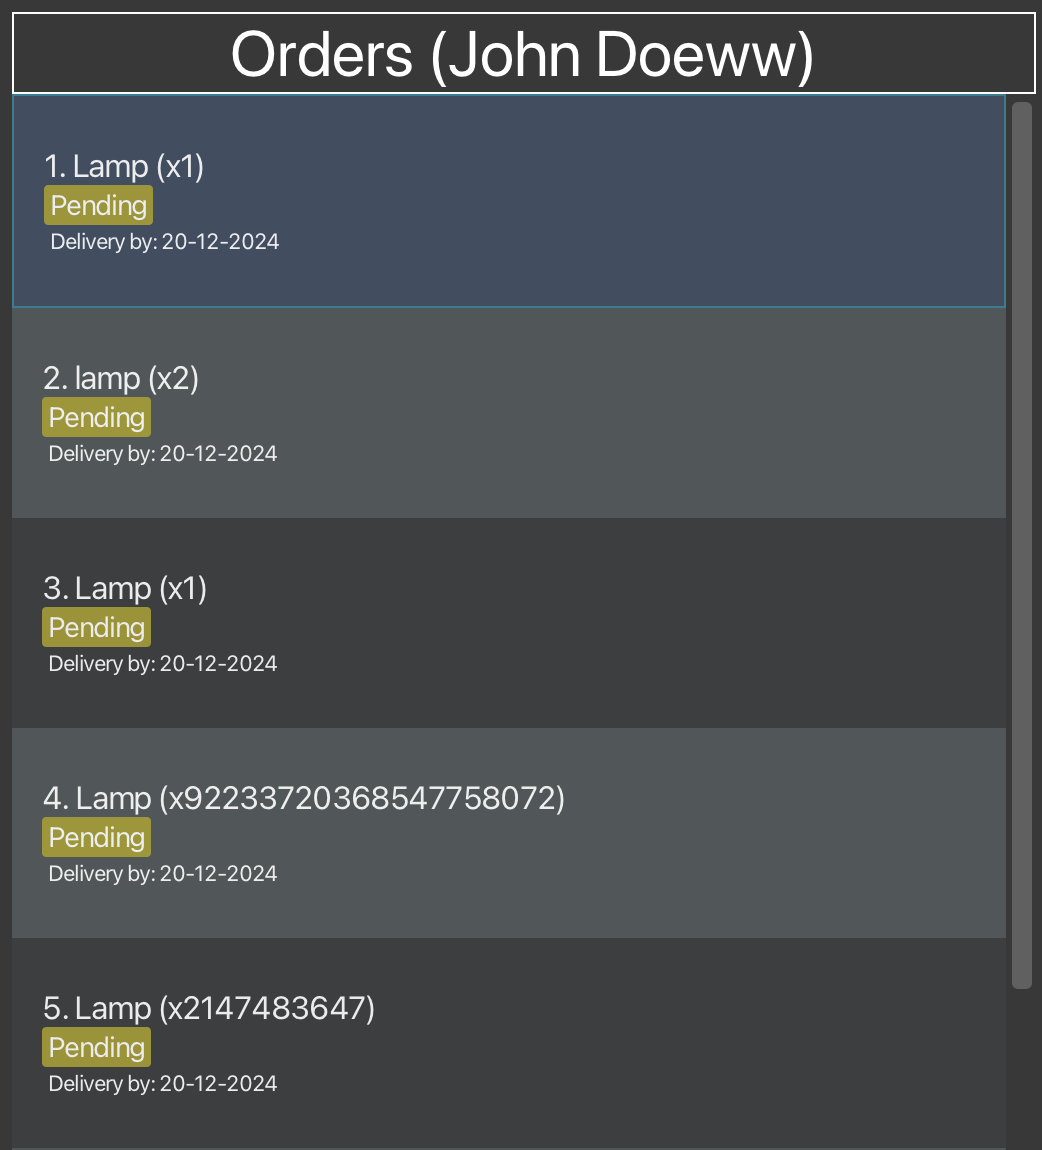 Orders (John Doeww)
1. Lamp (x1)
Pending
Delivery by: 20-12-2024
2. lamp (x2)
Pending
Delivery by: 20-12-2024
3. Lamp (x1)
Pending
Delivery by: 20-12-2024
4. Lamp (x92233720368547758072)
Pending
Delivery by: 20-12-2024
5. Lamp (x2147483647)
Pending
Delivery by: 20-12-2024